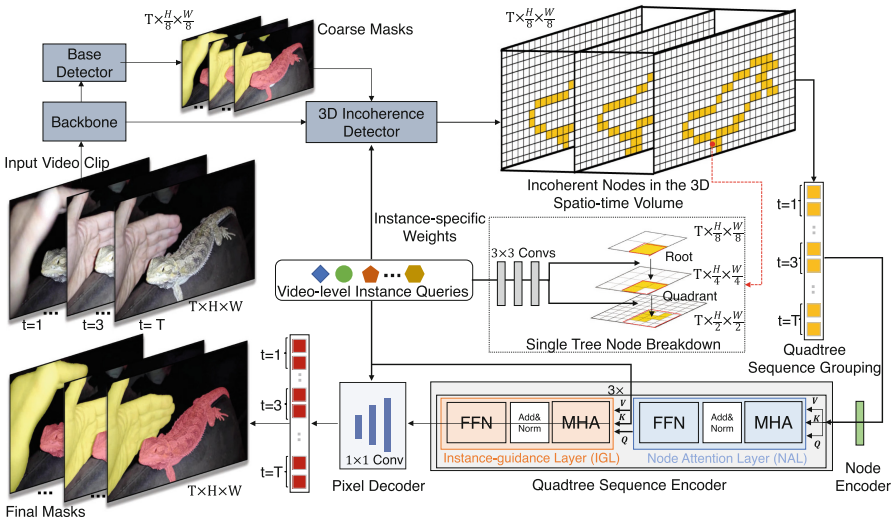 T×H/8×W/8
Coarse Masks
Base
Detector
Backbone
3D Incoherence
Detector
T×H/8×W/8
Input Video Clip
t=1
t=3
t= T
T×H×W
Incoherent Nodes in the 3D
Spatio-time Volume
Instance-specific
Weights
Video-level Instance Queries
3×3 Convs
T×H/8×W/8
Root
T×H/4×W/4
Quadrant
T×H/2×W/2
Single Tree Node Breakdown
t=1
t=3
t=T
Quadtree
Sequence Grouping
Node
Encoder
3×
V
K
Q
FFN
Add&
Norm
MHA
Instance-guidance Layer (IGL)
V
K
Q
FFN
Add&
Norm
MHA
Node Attention Layer (NAL)
Quadtree Sequence Encoder
1×1 Conv
Pixel Decoder
t=1
t=3
t=T
T×H×W
Final Masks